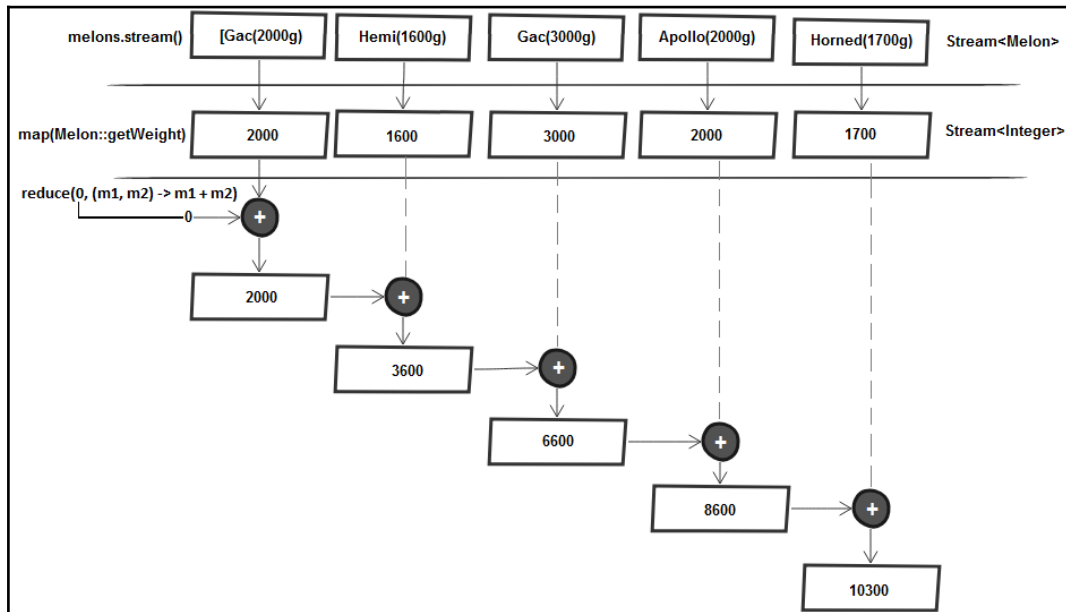 melons.stream() [Gac(2000g) Hemi(1600g) Gac(3000g) Apollo(2000g) Horned(1700g) Stream<Melon>
map(Melon::getWeight) 2000 1600 3000 2000 1700 Stream<Integer>
reduce(0, (m1, m2) -> m1 + m2)
0 +
2000 +
3600 +
6600 +
8600 +
10300